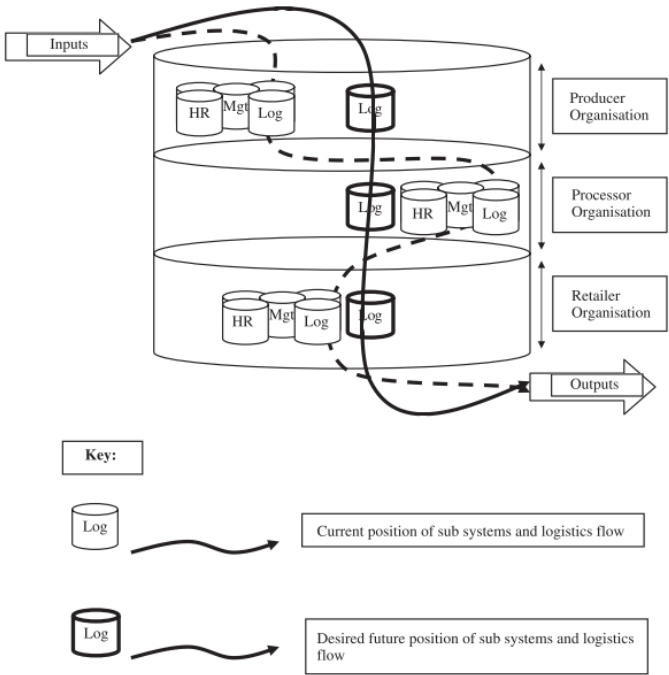 Inputs
HR
Mgt
Log
Log
Producer
Organisation
Log
HR
Mgt
Log
Processor
Organisation
HR
Mgt
Log
Log
Retailer
Organisation
Outputs
Key:
Log
Current position of sub systems and logistics flow
Log
Desired future position of sub systems and logistics
flow